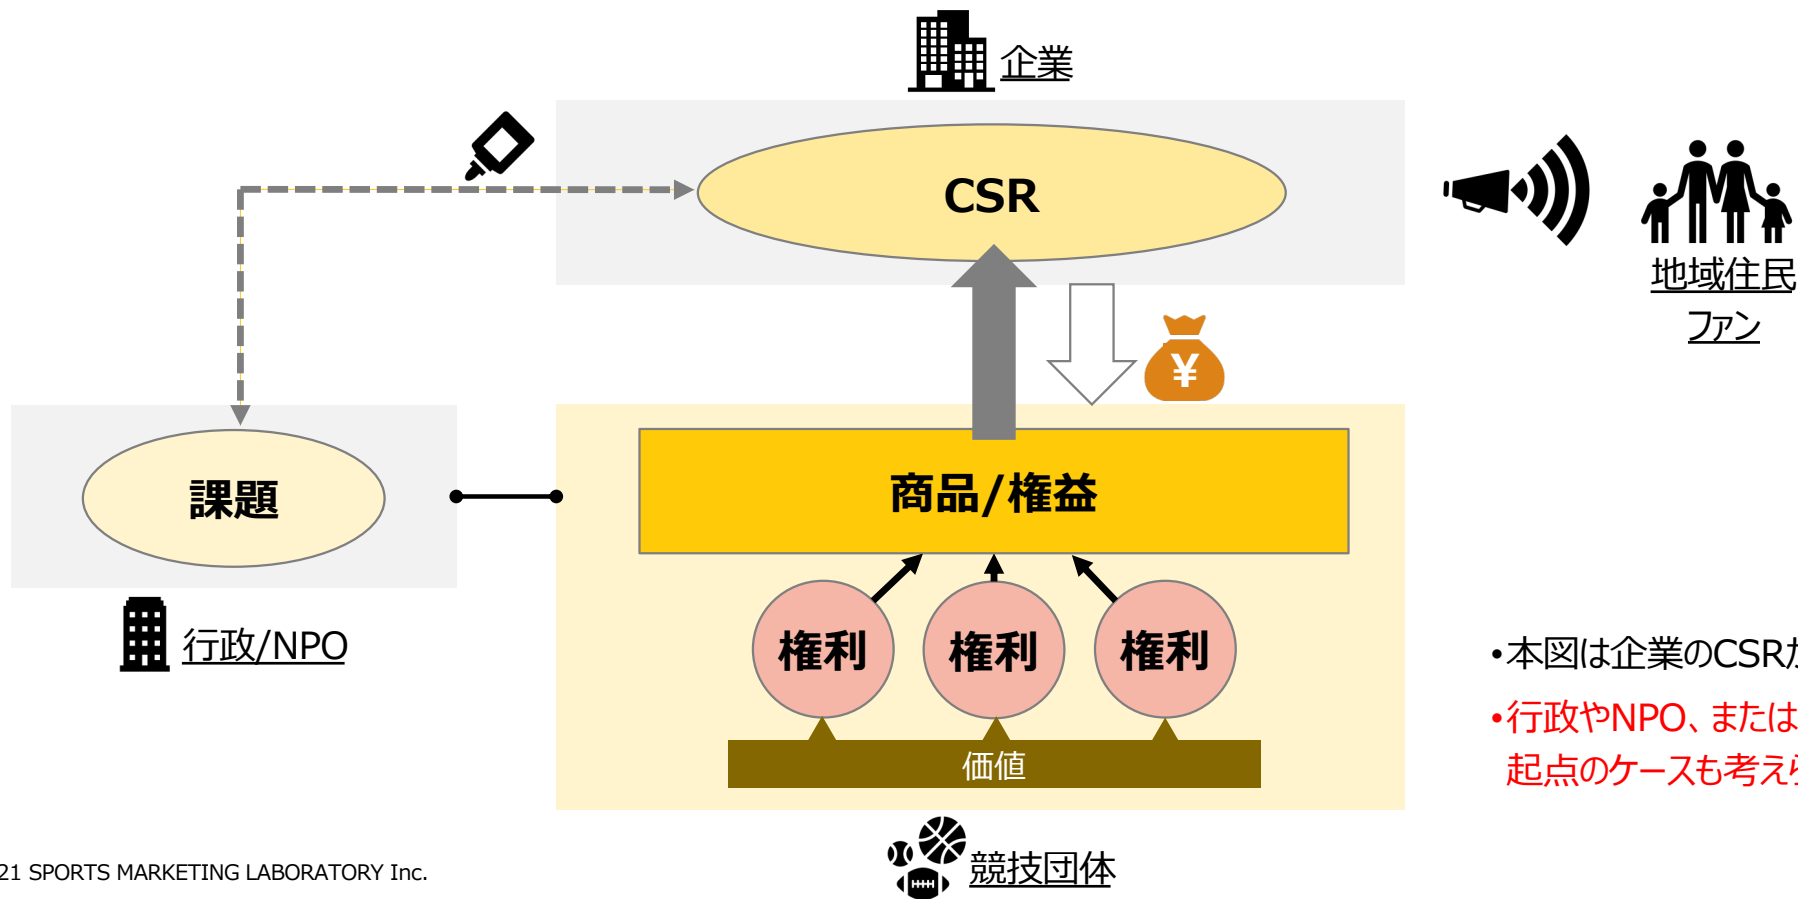 企業
CSR
地域住民
ファン
¥
商品/権益
課題
行政/NPO
権利
権利
権利
価値
•本図は企業のCSRが
•行政やNPO、または
起点のケースも考えら
競技団体
21 SPORTS MARKETING LABORATORY Inc.